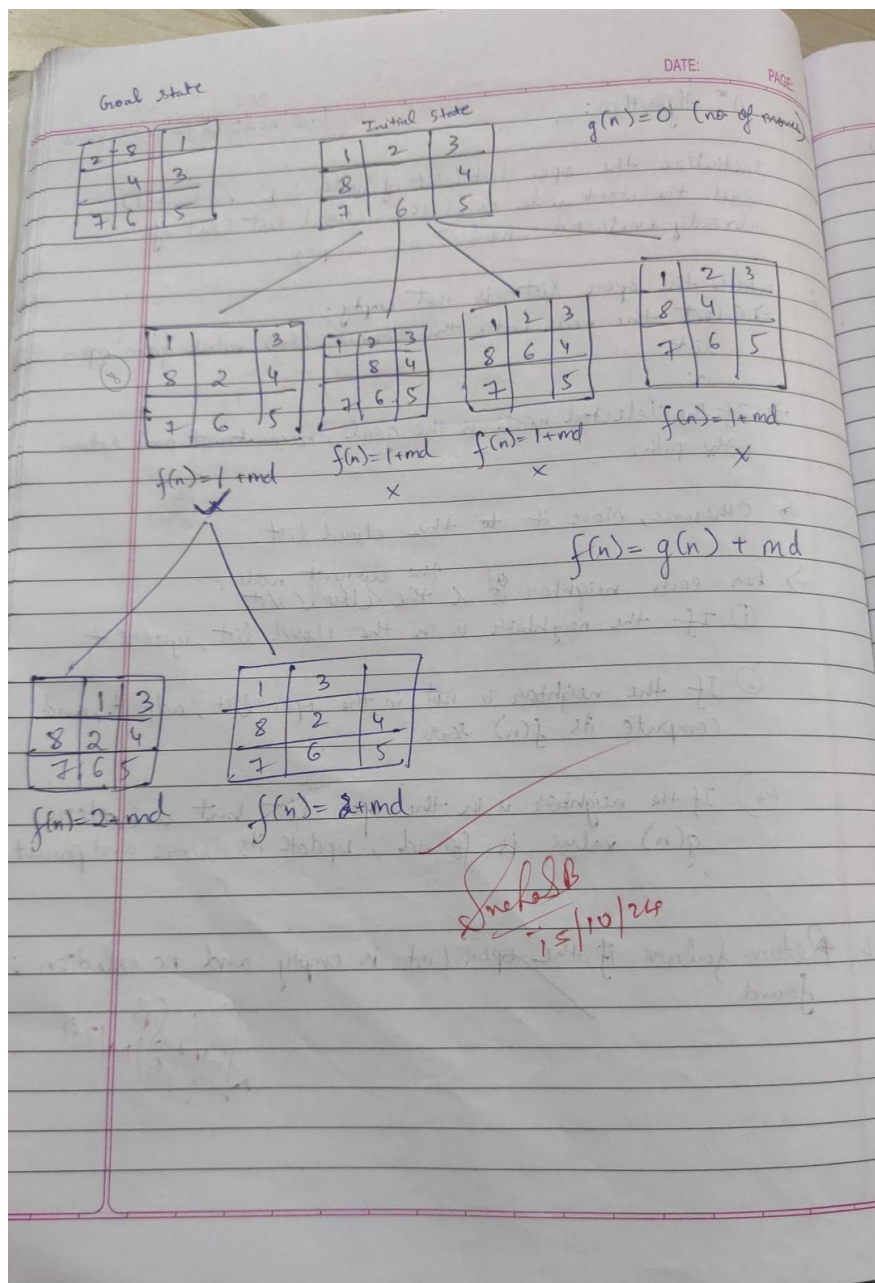 DATE:
PAGE:
Goal state
Initial State
g(n)=0. (no of moves)
2 8 1
4 3
7 6 5
1 2 3
8 4
7 6 5
1 3
8 2 4
7 6 5
f(n)=1+md
1 2 3
8 4
7 6 5
f(n)=1+md
x
1 2 3
8 6 4
7 5
f(n)=1+md
x
1 2 3
8 4
7 6 5
f(n)=1+md
x
8
f(n)= g(n) + md
1 3
8 2 4
7 6 5
f(n)=2+md
1 3
8 2 4
7 6 5
f(n)= 2+md
SnehaSB
15/10/24